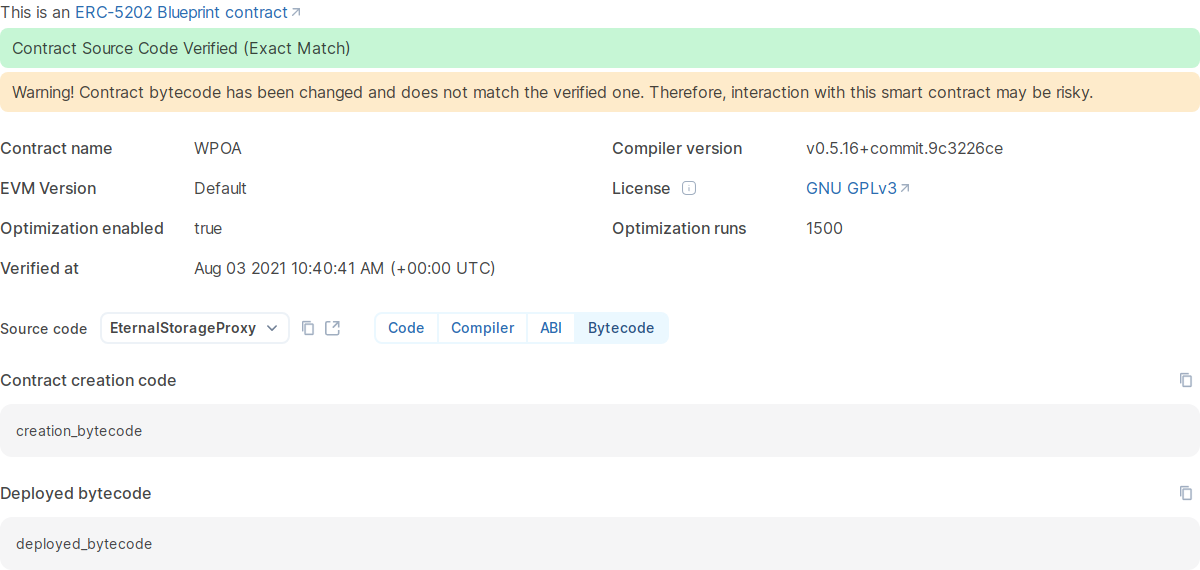 This is an ERC-5202 Blueprint contract
Contract Source Code Verified (Exact Match)
Warning! Contract bytecode has been changed and does not match the verified one. Therefore, interaction with this smart contract may be risky.
Contract name WPOA Compiler version v0.5.16+commit.9c3226ce
EVM Version Default License GNU GPLv3
Optimization enabled true Optimization runs 1500
Verified at Aug 03 2021 10:40:41 AM (+00:00 UTC)
Source code EternalStorageProxy Code Compiler ABI Bytecode
Contract creation code
creation_bytecode
Deployed bytecode
deployed_bytecode